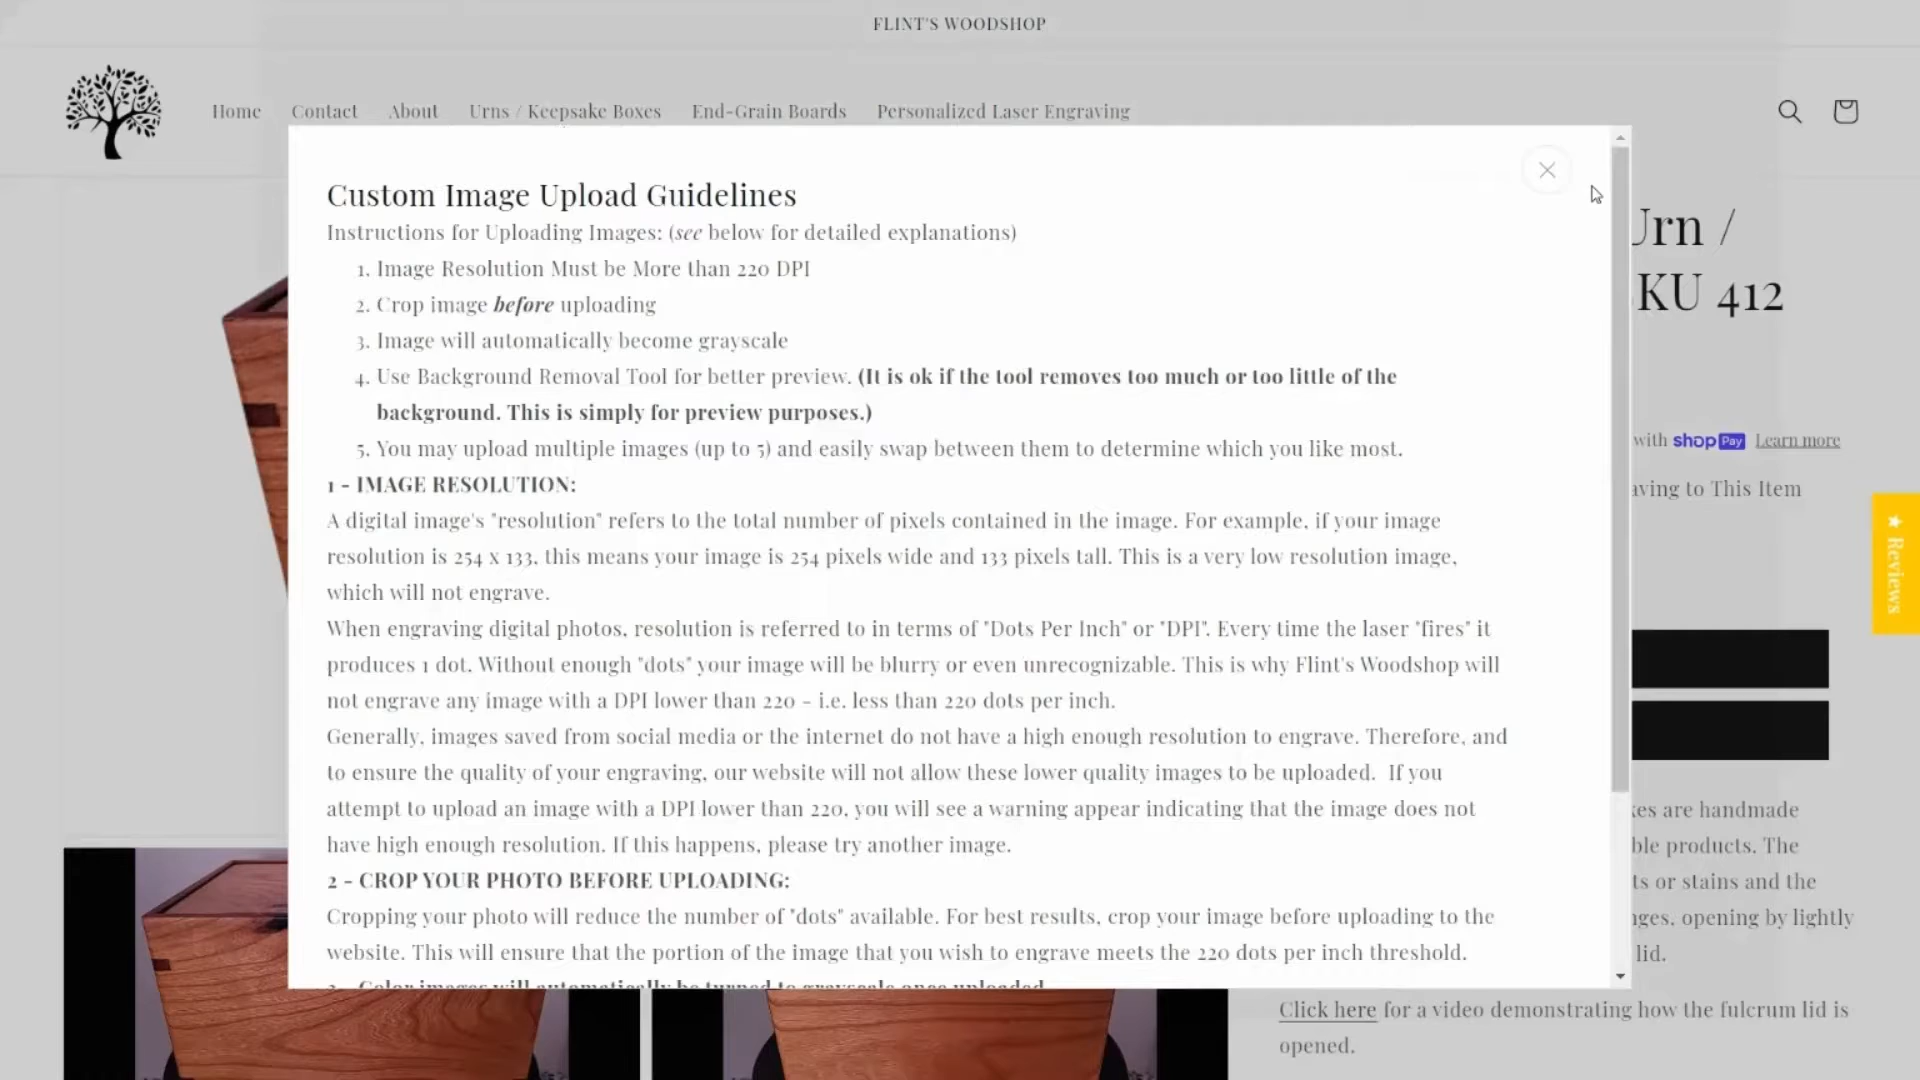 FLINT'S WOODSHOP
Home Contact About Urns / Keepsake Boxes End-Grain Boards Personalized Laser Engraving
Custom Image Upload Guidelines
Instructions for Uploading Images: (see below for detailed explanations)
1. Image Resolution Must be More than 220 DPI
2. Crop image before uploading
3. Image will automatically become grayscale
4. Use Background Removal Tool for better preview. (It is ok if the tool removes too much or too little of the
background. This is simply for preview purposes.)
5. You may upload multiple images (up to 5) and easily swap between them to determine which you like most.
1 - IMAGE RESOLUTION:
A digital image's "resolution" refers to the total number of pixels contained in the image. For example, if your image
resolution is 254 x 133, this means your image is 254 pixels wide and 133 pixels tall. This is a very low resolution image,
which will not engrave.
When engraving digital photos, resolution is referred to in terms of "Dots Per Inch" or "DPI". Every time the laser "fires" it
produces 1 dot. Without enough "dots" your image will be blurry or even unrecognizable. This is why Flint's Woodshop will
not engrave any image with a DPI lower than 220 - i.e. less than 220 dots per inch.
Generally, images saved from social media or the internet do not have a high enough resolution to engrave. Therefore, and
to ensure the quality of your engraving, our website will not allow these lower quality images to be uploaded. If you
attempt to upload an image with a DPI lower than 220, you will see a warning appear indicating that the image does not
have high enough resolution. If this happens, please try another image.
2 - CROP YOUR PHOTO BEFORE UPLOADING:
Cropping your photo will reduce the number of "dots" available. For best results, crop your image before uploading to the
website. This will ensure that the portion of the image that you wish to engrave meets the 220 dots per inch threshold.
3 - Color images will automatically be turned to grayscale once uploaded
Urn /
SKU 412
with shop Pay Learn more
aving to This Item
★ Reviews
kes are handmade
ble products. The
ts or stains and the
nges, opening by lightly
lid.
Click here for a video demonstrating how the fulcrum lid is
opened.